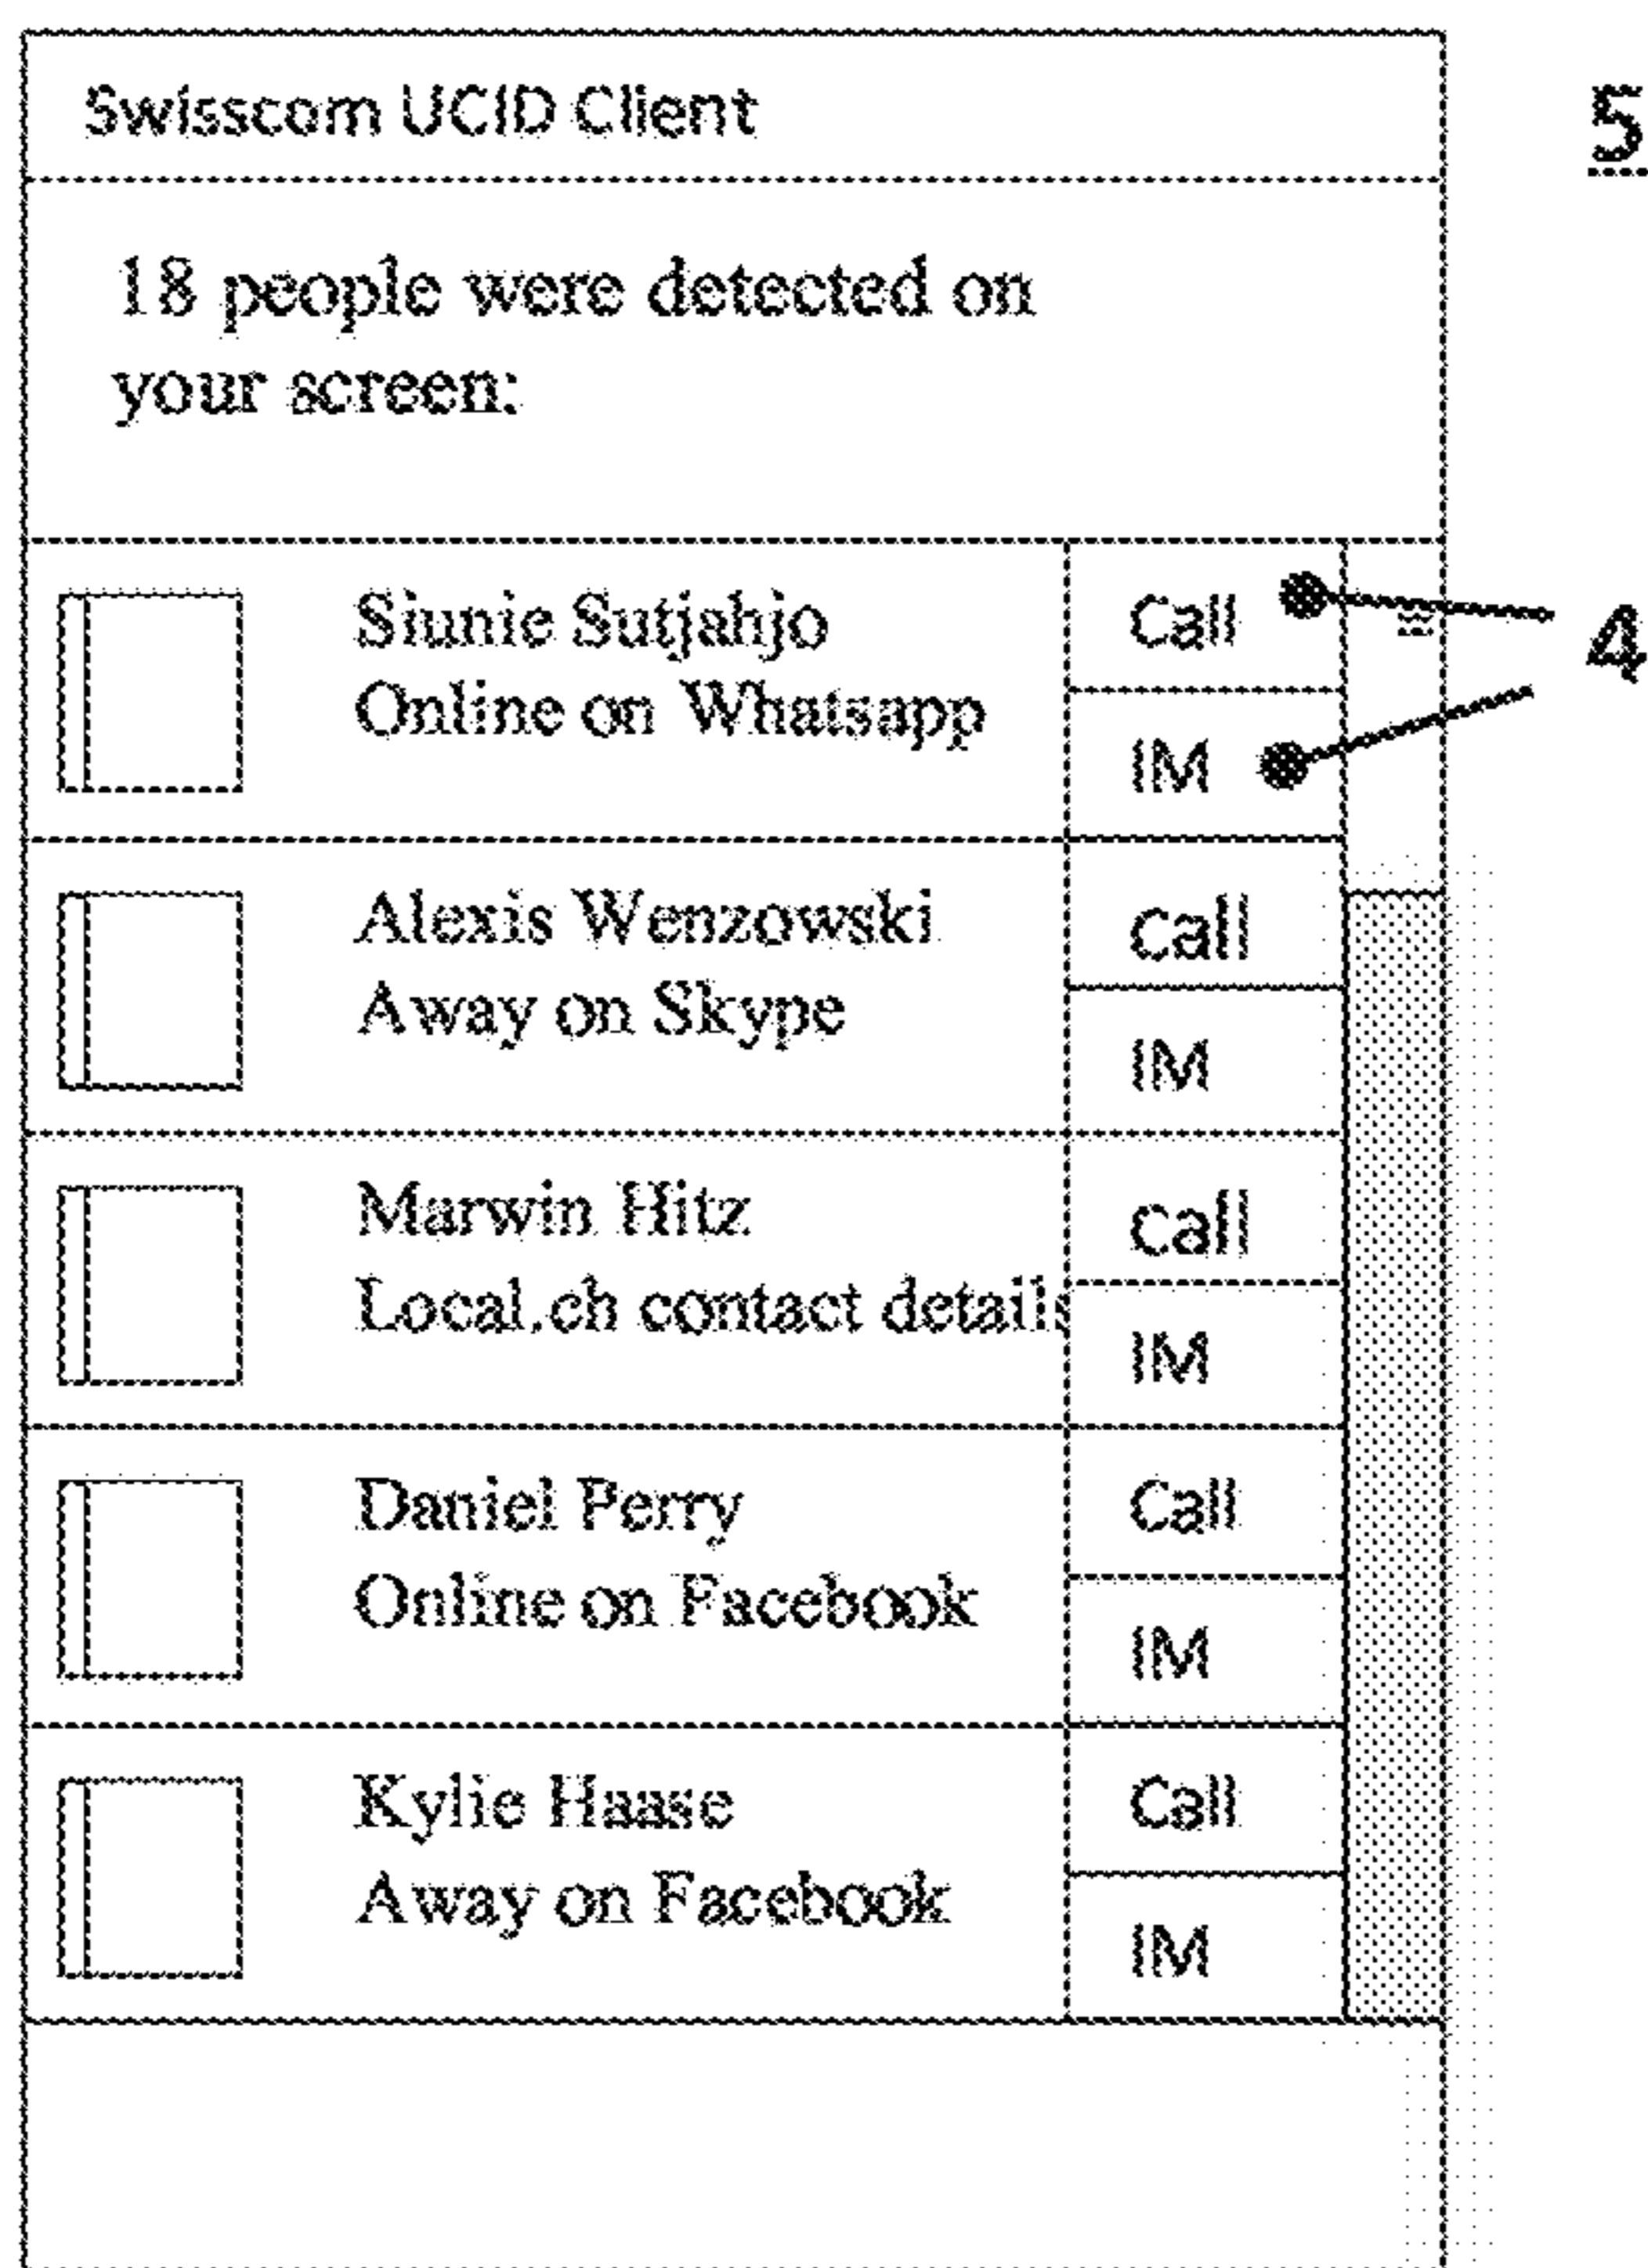 Swisscom UCID Client
5
18 people were detected on
your screen:
Siunie Sutjahjo
Online on Whatsapp
Call
IM
4
Alexis Wenzowski
Away on Skype
Call
IM
Marwin Hitz
Local.ch contact details
Call
IM
Daniel Perry
Online on Facebook
Call
IM
Kylie Haase
Away on Facebook
Call
IM